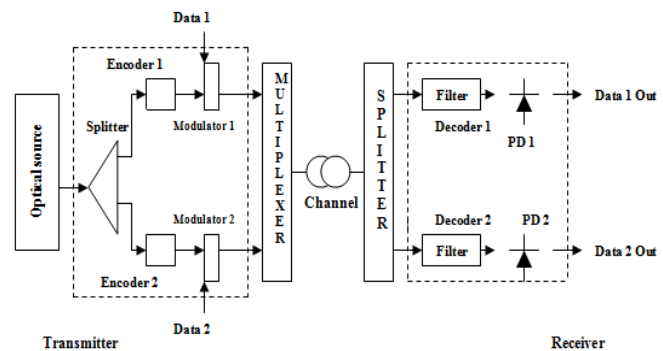 Data 1
Encoder 1
Splitter
Modulator 1
Optical source
MULTIPLEXER
Modulator 2
Encoder 2
Data 2
Transmitter
Channel
SPLITTER
Filter
Decoder 1
PD 1
Data 1 Out
Decoder 2
PD 2
Filter
Data 2 Out
Receiver